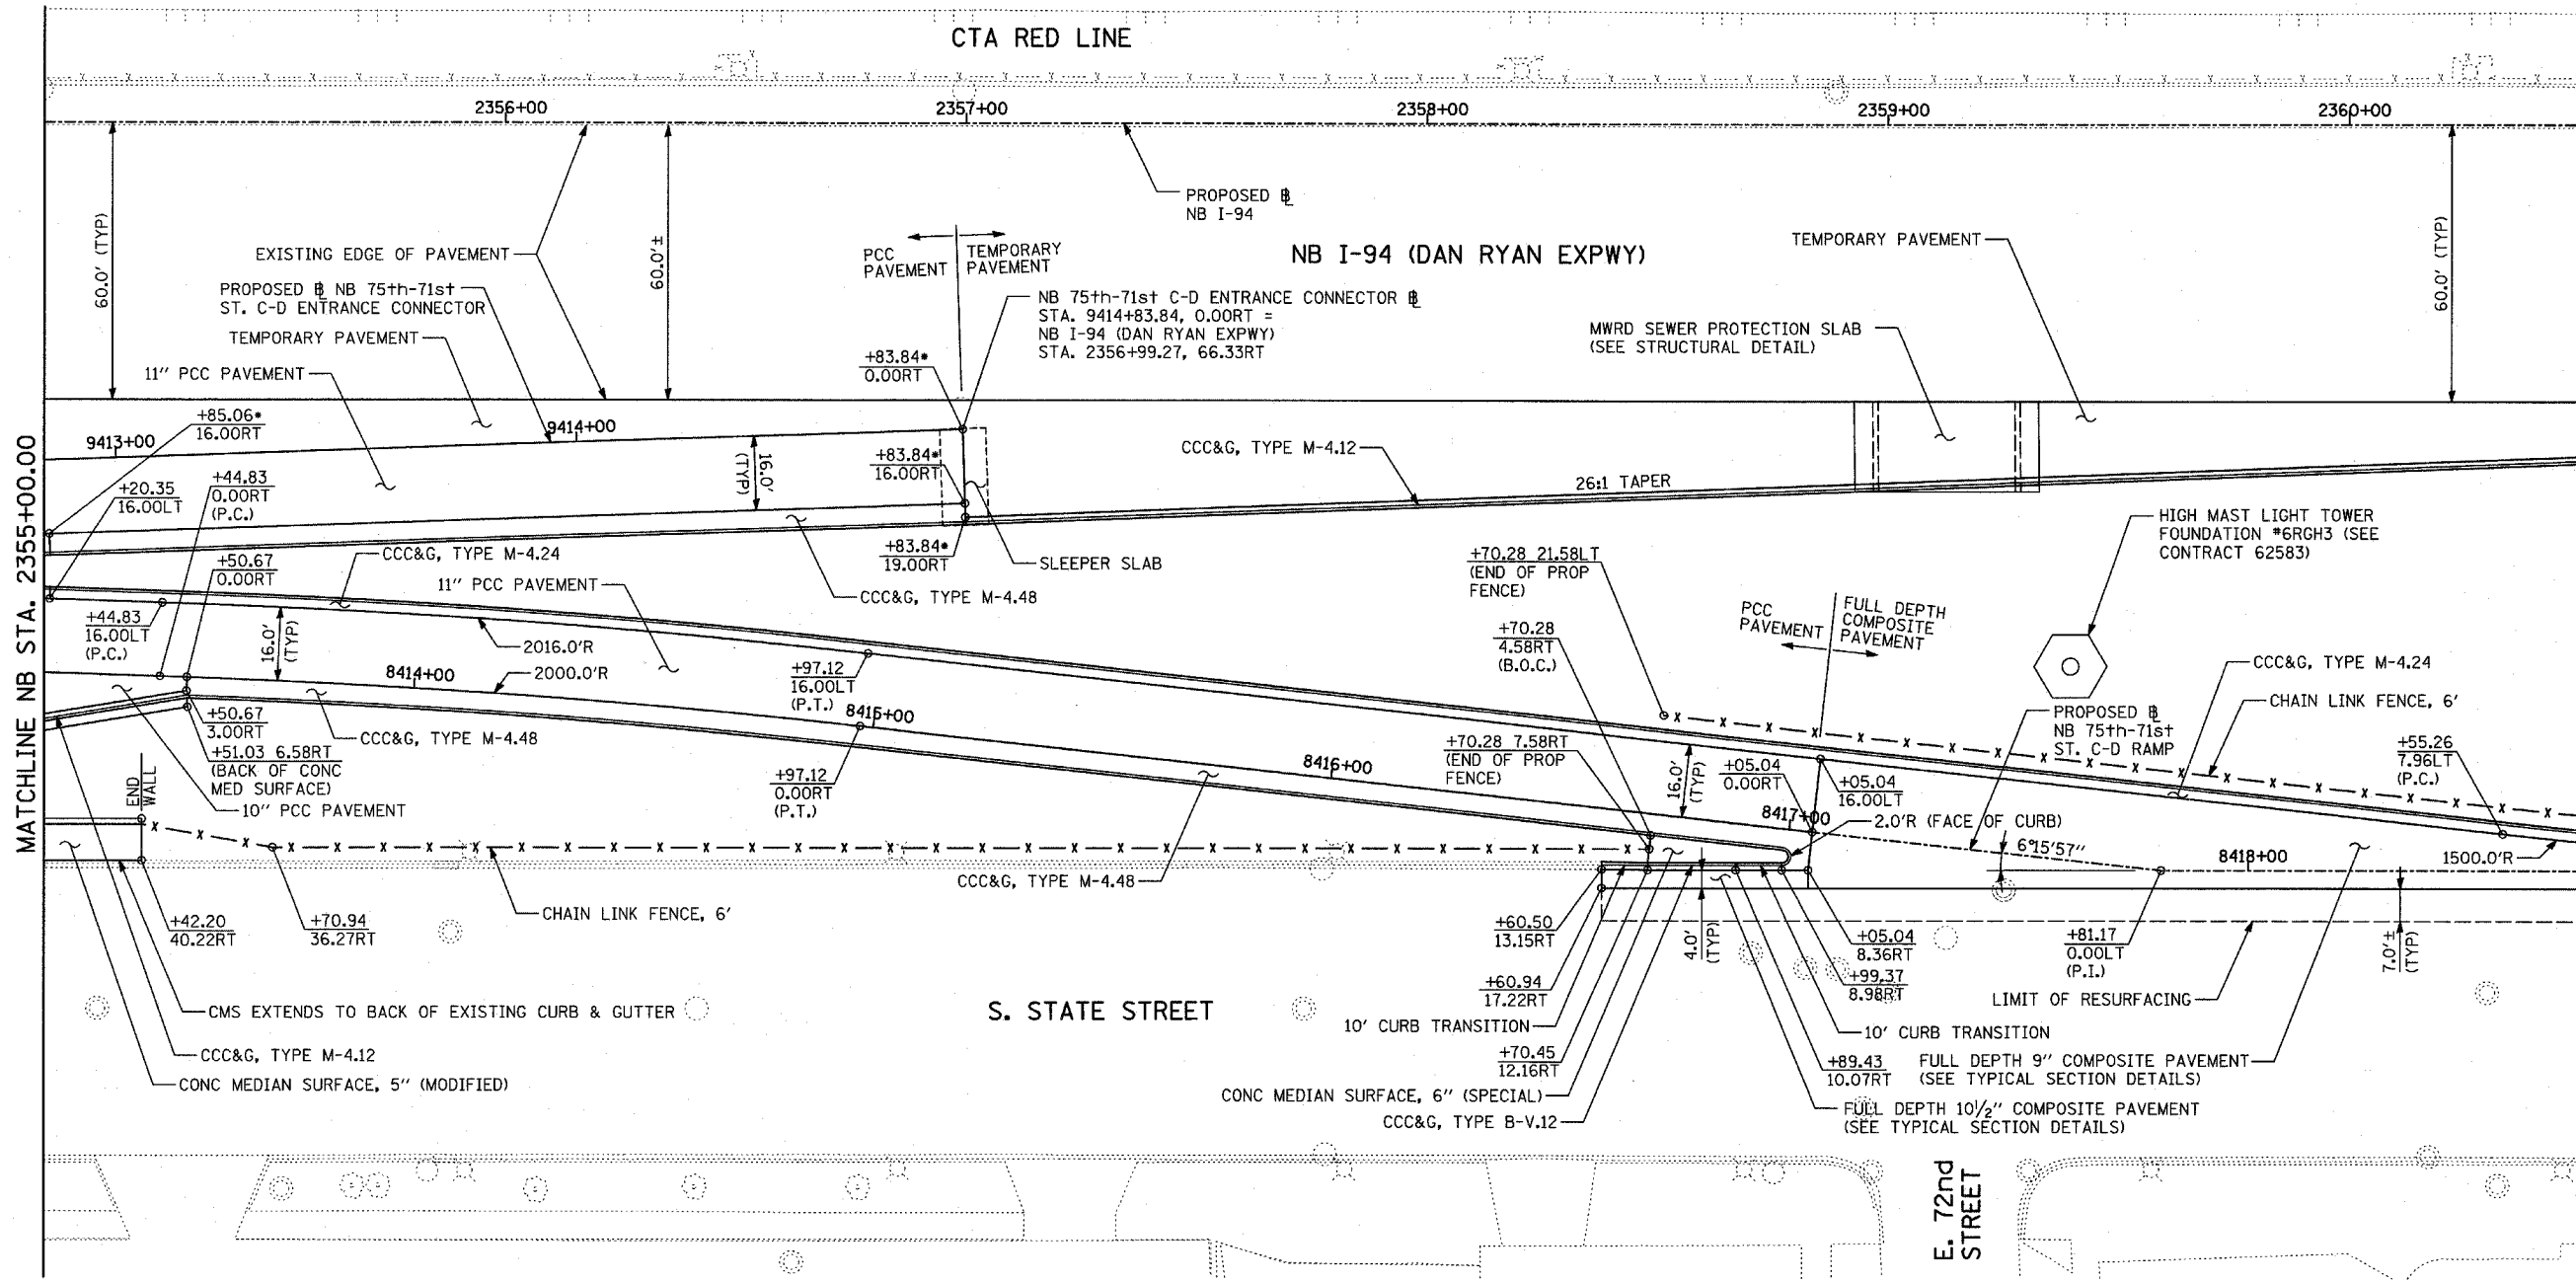 CTA RED LINE
2356+00
2357+00
2358+00
2359+00
2360+00
60.0' (TYP)
60.0'±
60.0' (TYP)
PROPOSED ℄
NB I-94
NB I-94 (DAN RYAN EXPWY)
TEMPORARY PAVEMENT
EXISTING EDGE OF PAVEMENT
PCC
PAVEMENT
TEMPORARY
PAVEMENT
PROPOSED ℄ NB 75th-71st
ST. C-D ENTRANCE CONNECTOR
TEMPORARY PAVEMENT
11" PCC PAVEMENT
NB 75th-71st C-D ENTRANCE CONNECTOR ℄
STA. 9414+83.84, 0.00RT =
NB I-94 (DAN RYAN EXPWY)
STA. 2356+99.27, 66.33RT
MWRD SEWER PROTECTION SLAB
(SEE STRUCTURAL DETAIL)
+83.84*
0.00RT
+85.06*
16.00RT
9413+00
9414+00
+20.35
16.00LT
+44.83
0.00RT
(P.C.)
16.0'
(TYP)
+83.84*
16.00RT
CCC&G, TYPE M-4.12
26:1 TAPER
MATCHLINE NB STA. 2355+00.00
+50.67
0.00RT
CCC&G, TYPE M-4.24
11" PCC PAVEMENT
+83.84*
19.00RT
SLEEPER SLAB
CCC&G, TYPE M-4.48
+70.28 21.58LT
(END OF PROP
FENCE)
HIGH MAST LIGHT TOWER
FOUNDATION #6RGH3 (SEE
CONTRACT 62583)
+44.83
16.00LT
(P.C.)
16.0'
(TYP)
2016.0'R
2000.0'R
8414+00
+97.12
16.00LT
(P.T.)
8415+00
+70.28
4.58RT
(B.O.C.)
PCC
PAVEMENT
FULL DEPTH
COMPOSITE
PAVEMENT
CCC&G, TYPE M-4.24
CHAIN LINK FENCE, 6'
+50.67
3.00RT
+51.03 6.58RT
(BACK OF CONC
MED SURFACE)
CCC&G, TYPE M-4.48
10" PCC PAVEMENT
END
WALL
+97.12
0.00RT
(P.T.)
8416+00
+70.28 7.58RT
(END OF PROP
FENCE)
16.0'
(TYP)
+05.04
0.00RT
+05.04
16.00LT
PROPOSED ℄
NB 75th-71st
ST. C-D RAMP
+55.26
7.96LT
(P.C.)
8417+00
2.0'R (FACE OF CURB)
6°15'57"
8418+00
1500.0'R
CCC&G, TYPE M-4.48
CHAIN LINK FENCE, 6'
+42.20
40.22RT
+70.94
36.27RT
+60.50
13.15RT
4.0'
(TYP)
+05.04
8.36RT
+81.17
0.00LT
(P.I.)
7.0'±
(TYP)
+60.94
17.22RT
+99.37
8.98RT
LIMIT OF RESURFACING
CMS EXTENDS TO BACK OF EXISTING CURB & GUTTER
S. STATE STREET
10' CURB TRANSITION
10' CURB TRANSITION
CCC&G, TYPE M-4.12
+70.45
12.16RT
+89.43
10.07RT
FULL DEPTH 9" COMPOSITE PAVEMENT
(SEE TYPICAL SECTION DETAILS)
CONC MEDIAN SURFACE, 5" (MODIFIED)
CONC MEDIAN SURFACE, 6" (SPECIAL)
CCC&G, TYPE B-V.12
FULL DEPTH 10½" COMPOSITE PAVEMENT
(SEE TYPICAL SECTION DETAILS)
E. 72nd
STREET